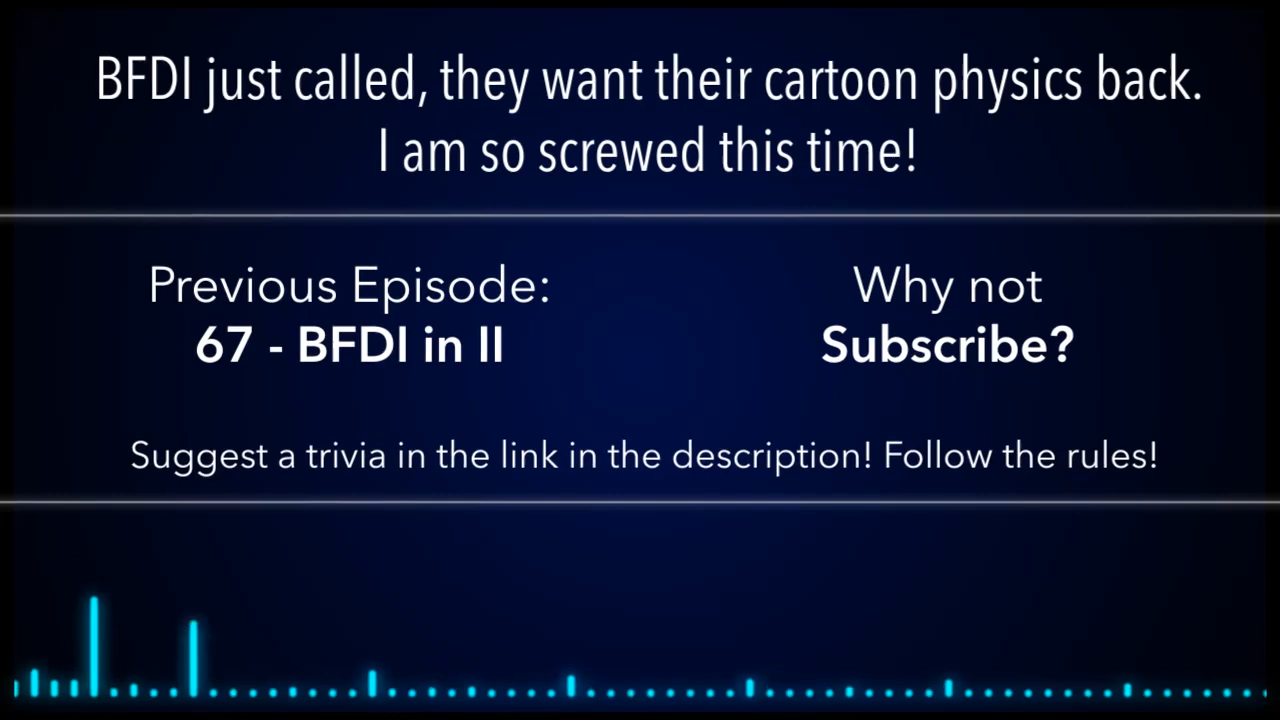 BFDI just called, they want their cartoon physics back.
I am so screwed this time!
Previous Episode:
67 - BFDI in II
Why not
Subscribe?
Suggest a trivia in the link in the description! Follow the rules!